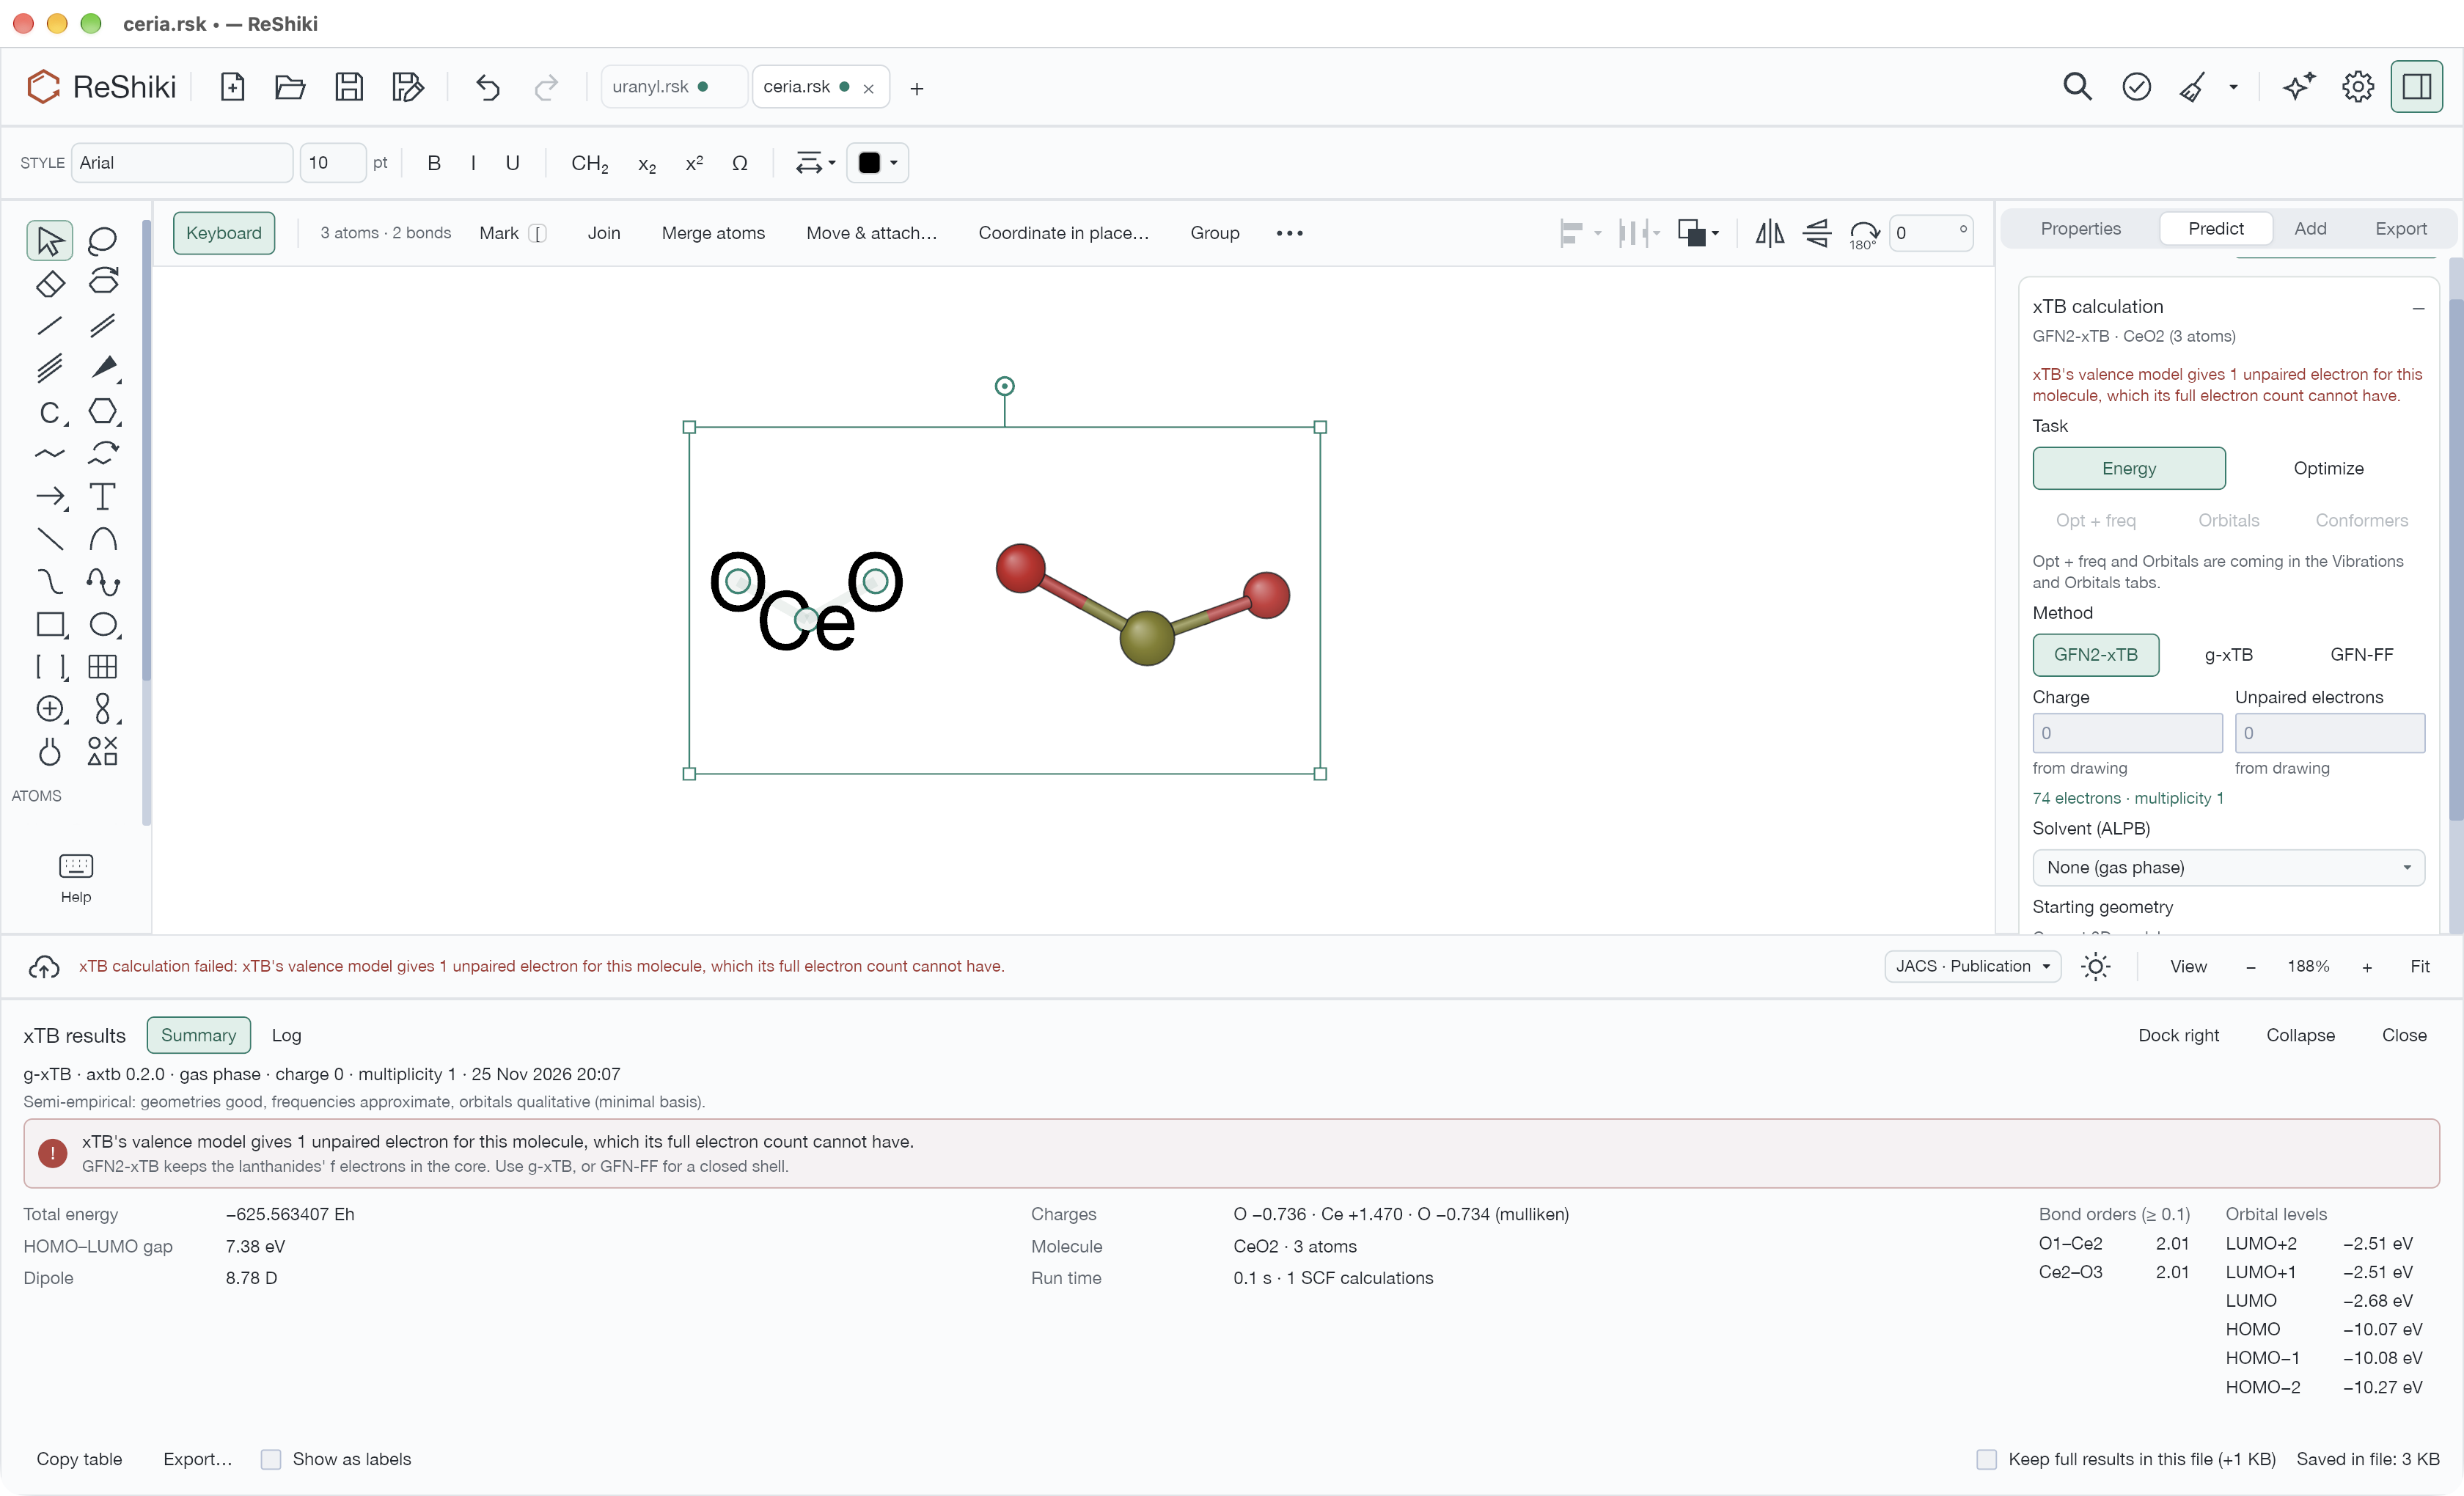 ceria.rsk • — ReShiki
ReShiki
uranyl.rsk
ceria.rsk
STYLE Arial 10 pt B I U CH₂ x₂ x² Ω
Keyboard 3 atoms · 2 bonds Mark [ Join Merge atoms Move & attach... Coordinate in place... Group
180° 0 °
Properties Predict Add Export
C
T
ATOMS
Help
O O
Ce
xTB calculation
GFN2-xTB · CeO2 (3 atoms)
xTB's valence model gives 1 unpaired electron for this
molecule, which its full electron count cannot have.
Task
Energy Optimize
Opt + freq Orbitals Conformers
Opt + freq and Orbitals are coming in the Vibrations
and Orbitals tabs.
Method
GFN2-xTB g-xTB GFN-FF
Charge Unpaired electrons
0 0
from drawing from drawing
74 electrons · multiplicity 1
Solvent (ALPB)
None (gas phase)
Starting geometry
xTB calculation failed: xTB's valence model gives 1 unpaired electron for this molecule, which its full electron count cannot have.
JACS · Publication View − 188% + Fit
xTB results Summary Log Dock right Collapse Close
g-xTB · axtb 0.2.0 · gas phase · charge 0 · multiplicity 1 · 25 Nov 2026 20:07
Semi-empirical: geometries good, frequencies approximate, orbitals qualitative (minimal basis).
! xTB's valence model gives 1 unpaired electron for this molecule, which its full electron count cannot have.
GFN2-xTB keeps the lanthanides' f electrons in the core. Use g-xTB, or GFN-FF for a closed shell.
Total energy −625.563407 Eh
HOMO–LUMO gap 7.38 eV
Dipole 8.78 D
Charges O −0.736 · Ce +1.470 · O −0.734 (mulliken)
Molecule CeO2 · 3 atoms
Run time 0.1 s · 1 SCF calculations
Bond orders (≥ 0.1)
O1–Ce2 2.01
Ce2–O3 2.01
Orbital levels
LUMO+2 −2.51 eV
LUMO+1 −2.51 eV
LUMO −2.68 eV
HOMO −10.07 eV
HOMO−1 −10.08 eV
HOMO−2 −10.27 eV
Copy table Export... Show as labels
Keep full results in this file (+1 KB) Saved in file: 3 KB